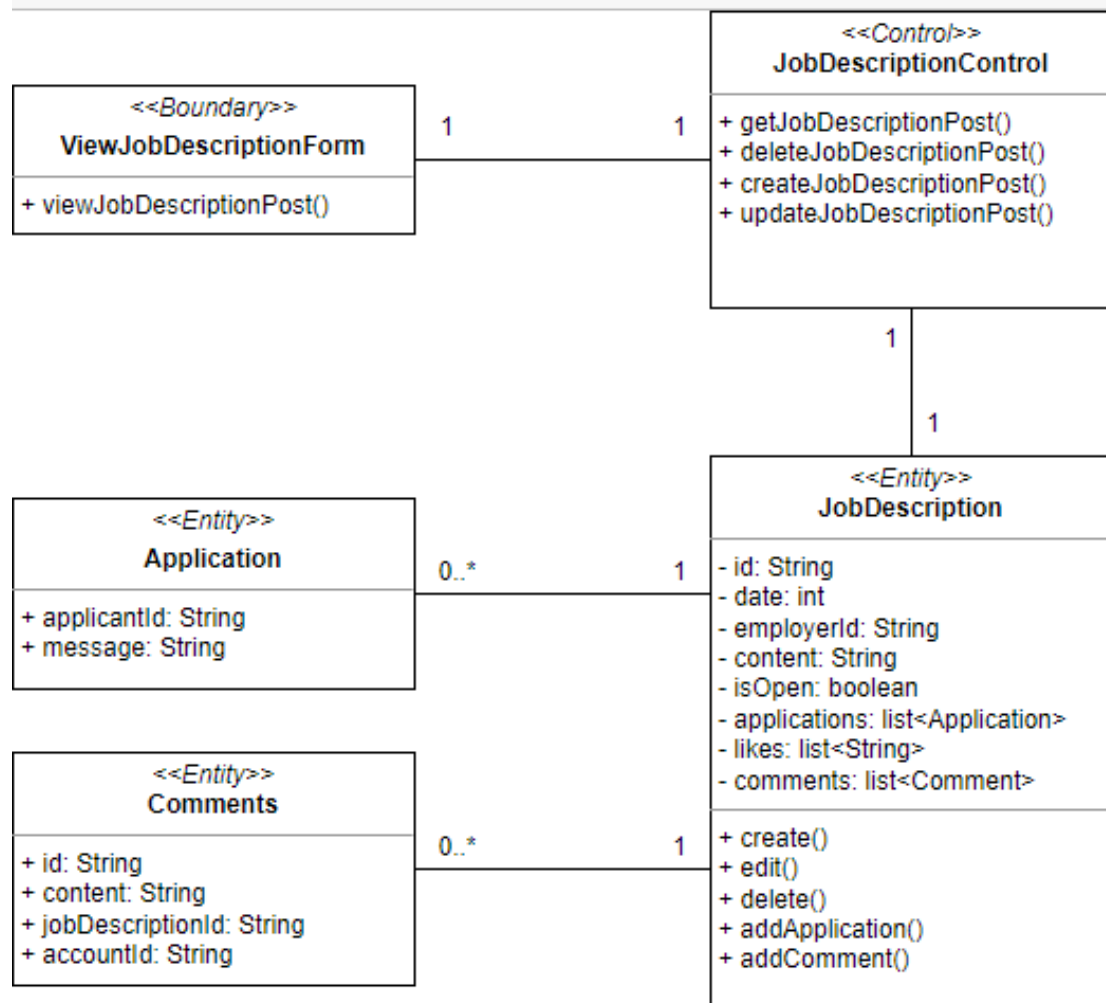 <<Control>>
JobDescriptionControl
+ getJobDescriptionPost()
+ deleteJobDescriptionPost()
+ createJobDescriptionPost()
+ updateJobDescriptionPost()
<<Boundary>>
ViewJobDescriptionForm
+ viewJobDescriptionPost()
1
1
1
1
<<Entity>>
JobDescription
- id: String
- date: int
- employerId: String
- content: String
- isOpen: boolean
- applications: list<Application>
- likes: list<String>
- comments: list<Comment>
+ create()
+ edit()
+ delete()
+ addApplication()
+ addComment()
<<Entity>>
Application
+ applicantId: String
+ message: String
0..*
1
<<Entity>>
Comments
+ id: String
+ content: String
+ jobDescriptionId: String
+ accountId: String
0..*
1